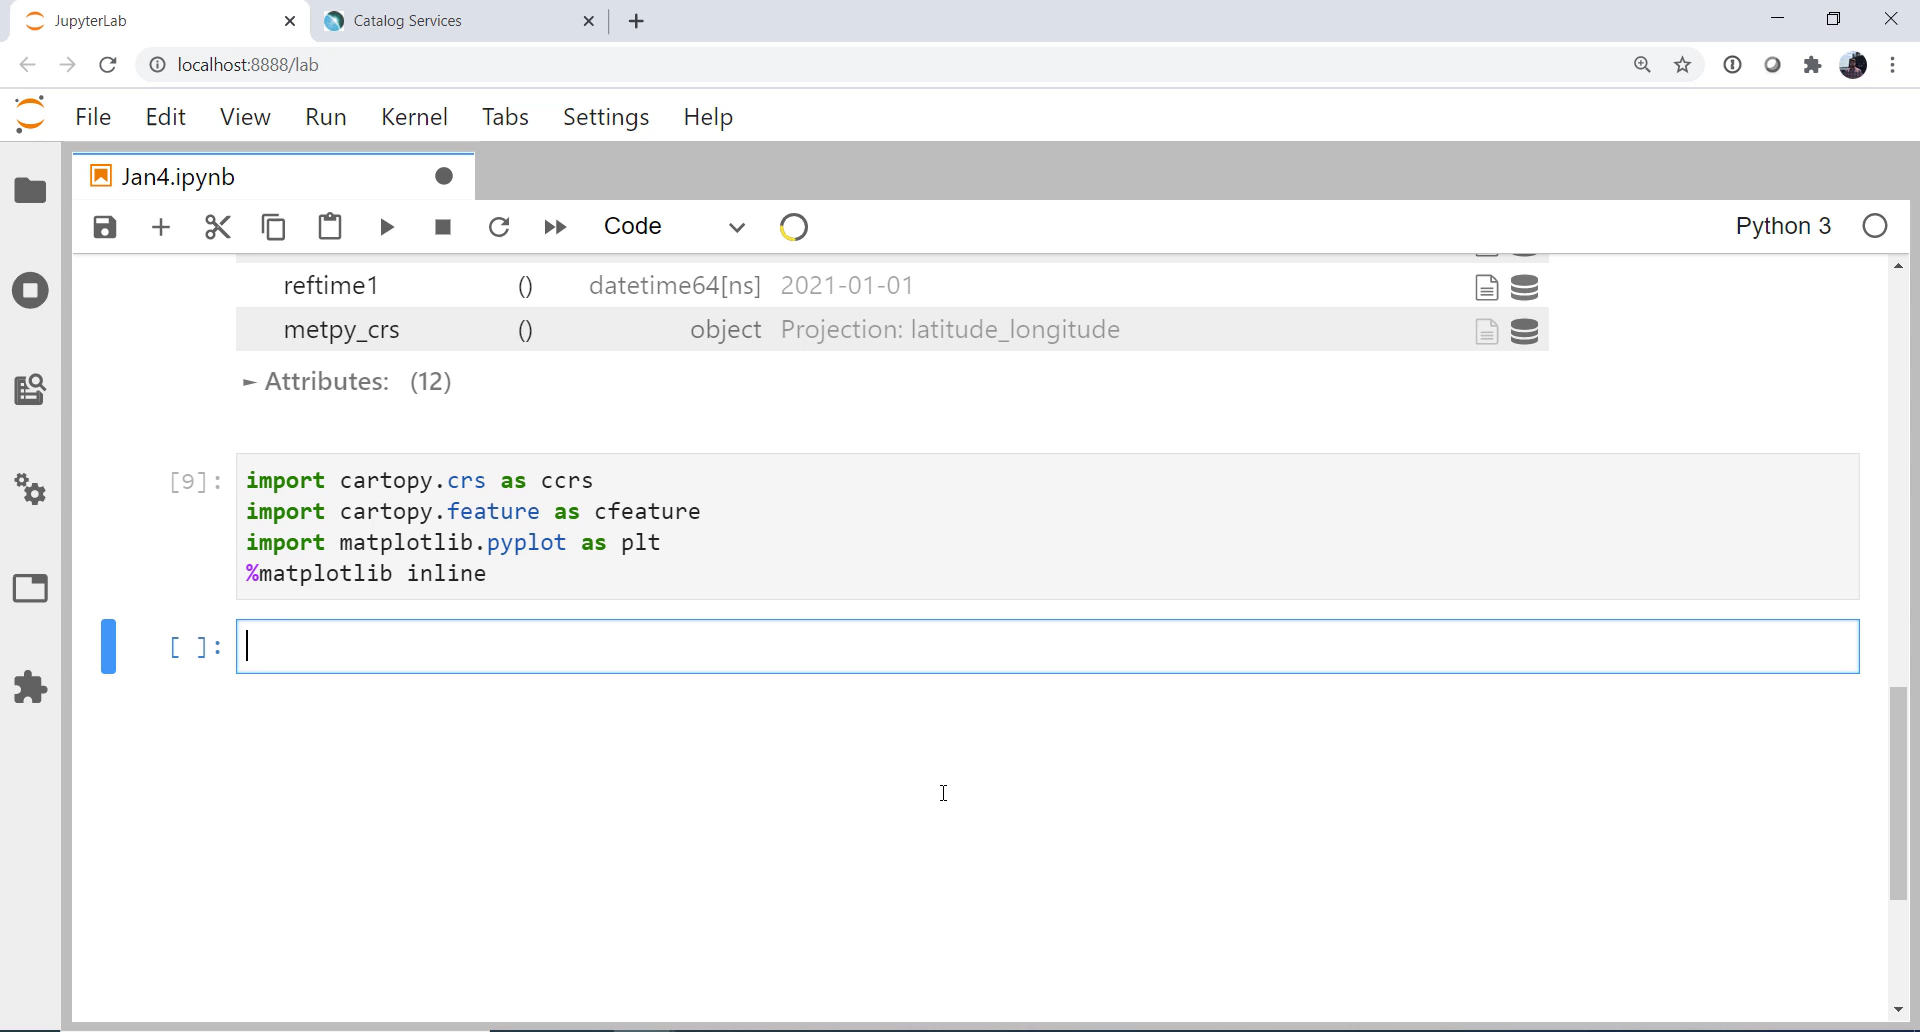 JupyterLab
Catalog Services
localhost:8888/lab
File Edit View Run Kernel Tabs Settings Help
Jan4.ipynb
Code
Python 3
reftime1 () datetime64[ns] 2021-01-01
metpy_crs () object Projection: latitude_longitude
► Attributes: (12)
[9]: import cartopy.crs as ccrs
import cartopy.feature as cfeature
import matplotlib.pyplot as plt
%matplotlib inline
[ ]: